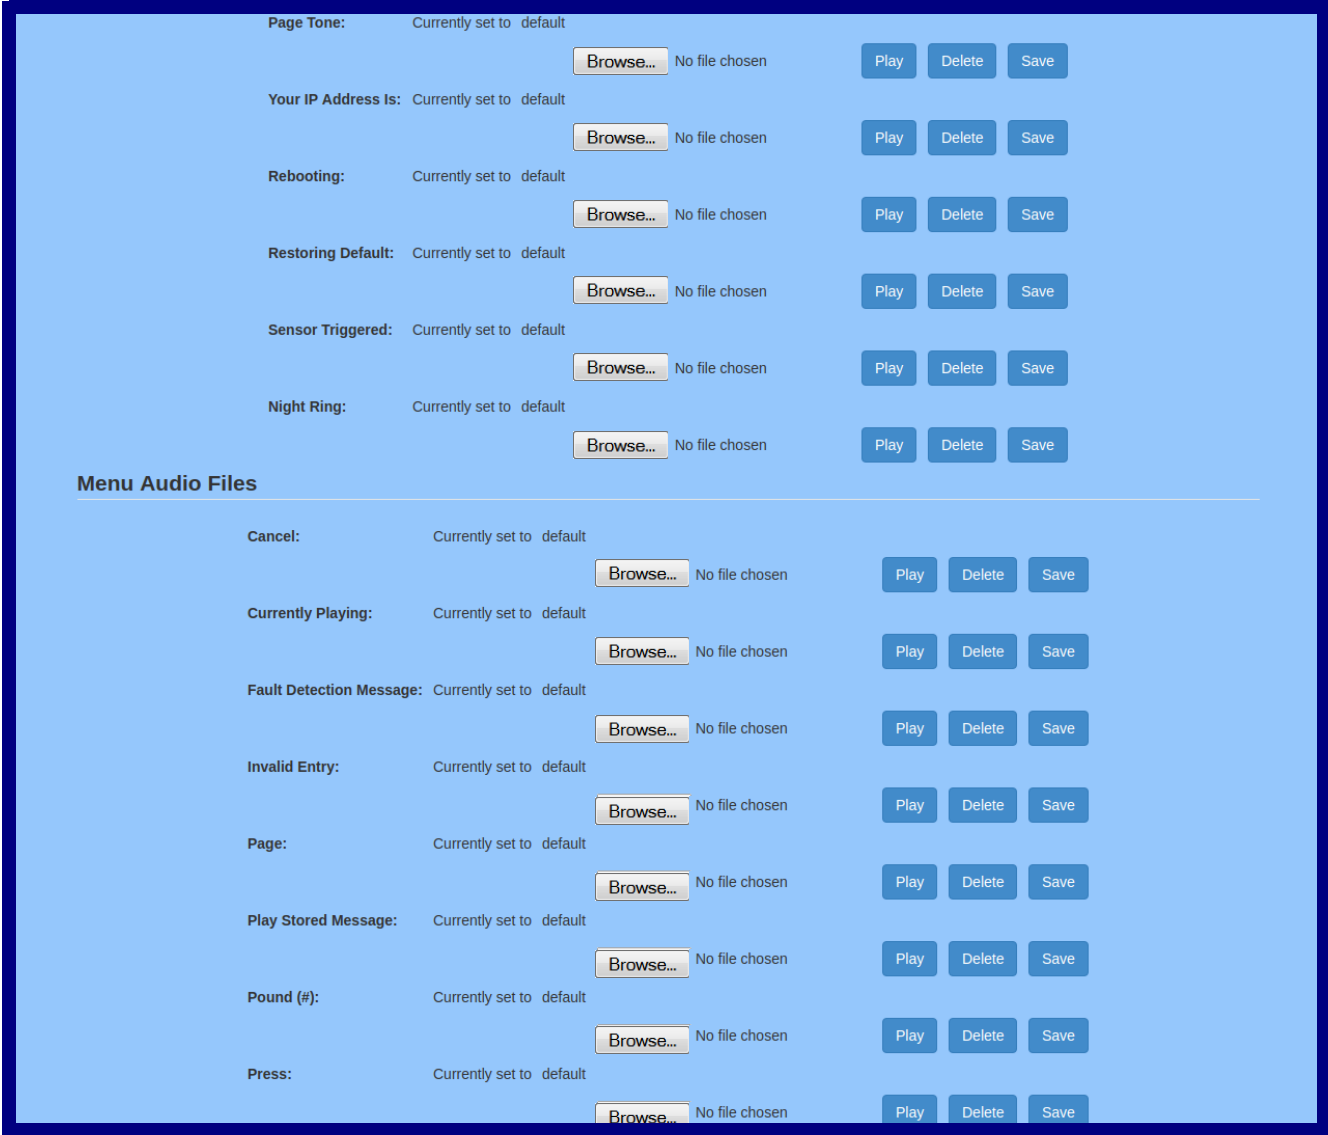 Page Tone: Currently set to default
Browse... No file chosen Play Delete Save
Your IP Address Is: Currently set to default
Browse... No file chosen Play Delete Save
Rebooting: Currently set to default
Browse... No file chosen Play Delete Save
Restoring Default: Currently set to default
Browse... No file chosen Play Delete Save
Sensor Triggered: Currently set to default
Browse... No file chosen Play Delete Save
Night Ring: Currently set to default
Browse... No file chosen Play Delete Save
Menu Audio Files
Cancel: Currently set to default
Browse... No file chosen Play Delete Save
Currently Playing: Currently set to default
Browse... No file chosen Play Delete Save
Fault Detection Message: Currently set to default
Browse... No file chosen Play Delete Save
Invalid Entry: Currently set to default
Browse... No file chosen Play Delete Save
Page: Currently set to default
Browse... No file chosen Play Delete Save
Play Stored Message: Currently set to default
Browse... No file chosen Play Delete Save
Pound (#): Currently set to default
Browse... No file chosen Play Delete Save
Press: Currently set to default
Browse... No file chosen Play Delete Save